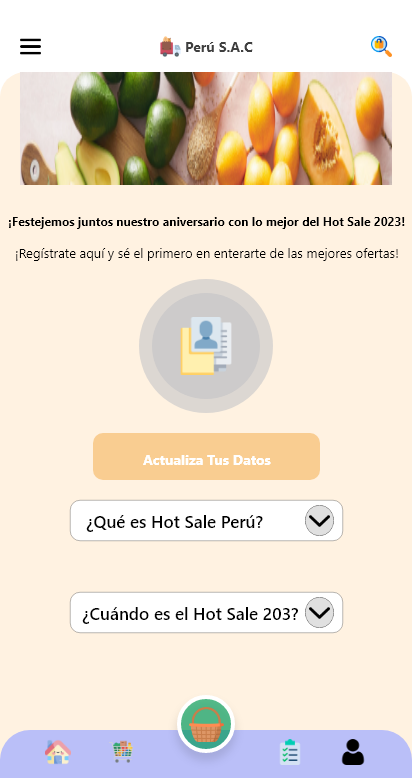 Perú S.A.C
¡Festejemos juntos nuestro aniversario con lo mejor del Hot Sale 2023!
¡Regístrate aquí y sé el primero en enterarte de las mejores ofertas!
Actualiza Tus Datos
¿Qué es Hot Sale Perú?
¿Cuándo es el Hot Sale 203?